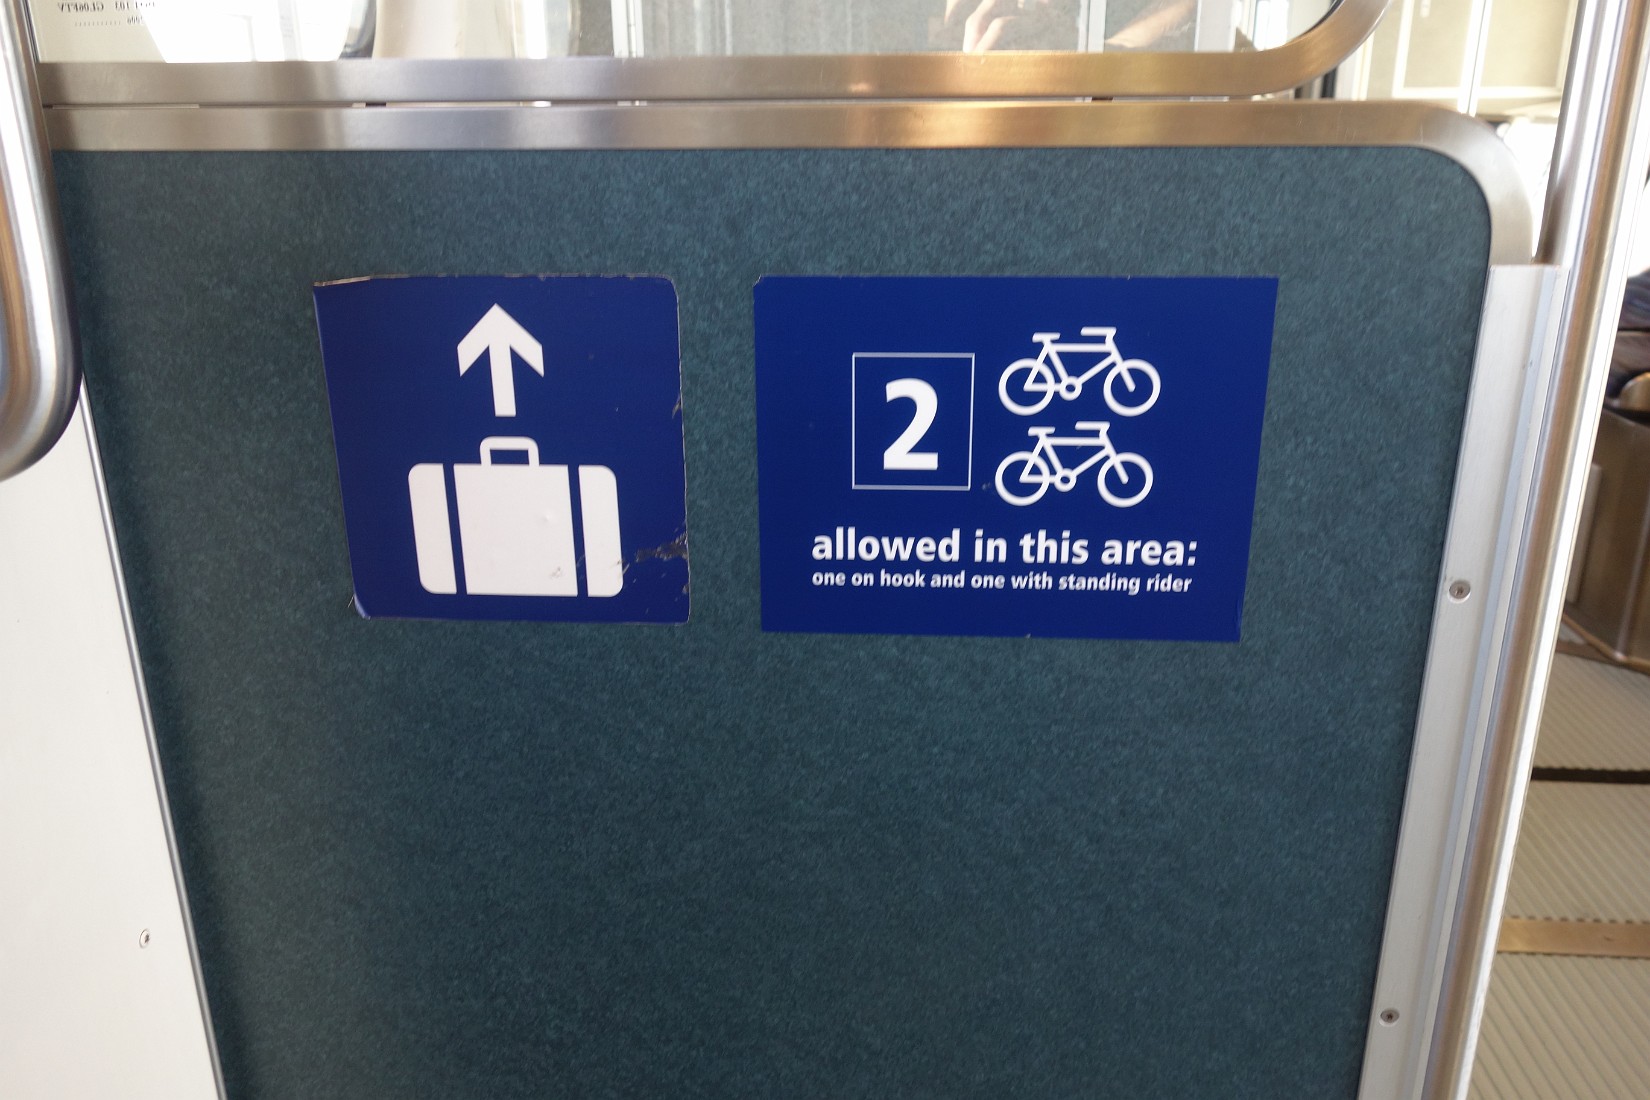 2
allowed in this area:
one on hook and one with standing rider